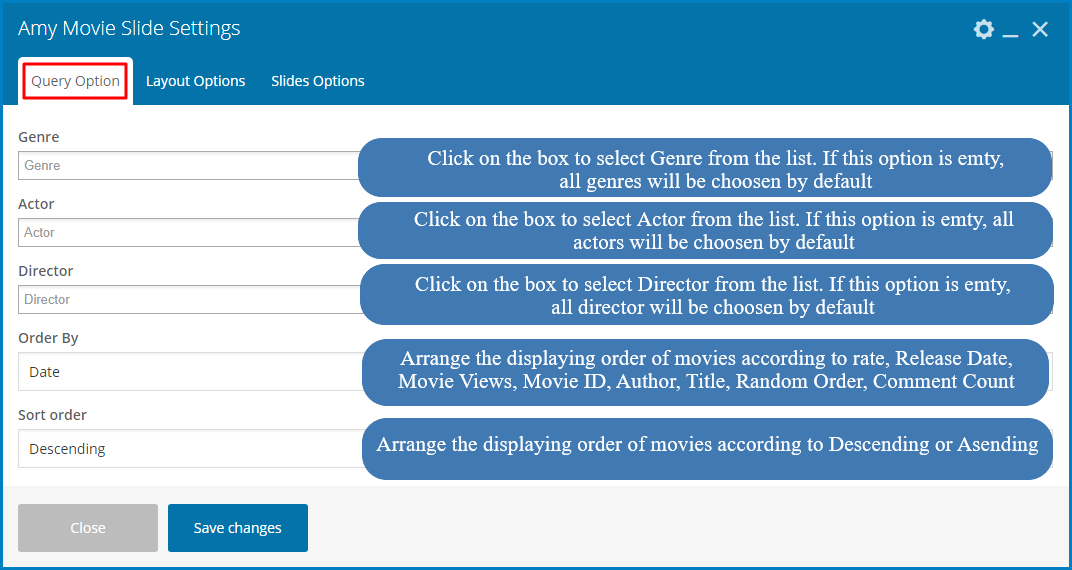 Amy Movie Slide Settings
Query Option Layout Options Slides Options
Genre
Genre
Click on the box to select Genre from the list. If this option is emty,
all genres will be choosen by default
Actor
Actor
Click on the box to select Actor from the list. If this option is emty, all
actors will be choosen by default
Director
Director
Click on the box to select Director from the list. If this option is emty,
all director will be choosen by default
Order By
Date
Arrange the displaying order of movies according to rate, Release Date,
Movie Views, Movie ID, Author, Title, Random Order, Comment Count
Sort order
Descending
Arrange the displaying order of movies according to Descending or Asending
Close Save changes